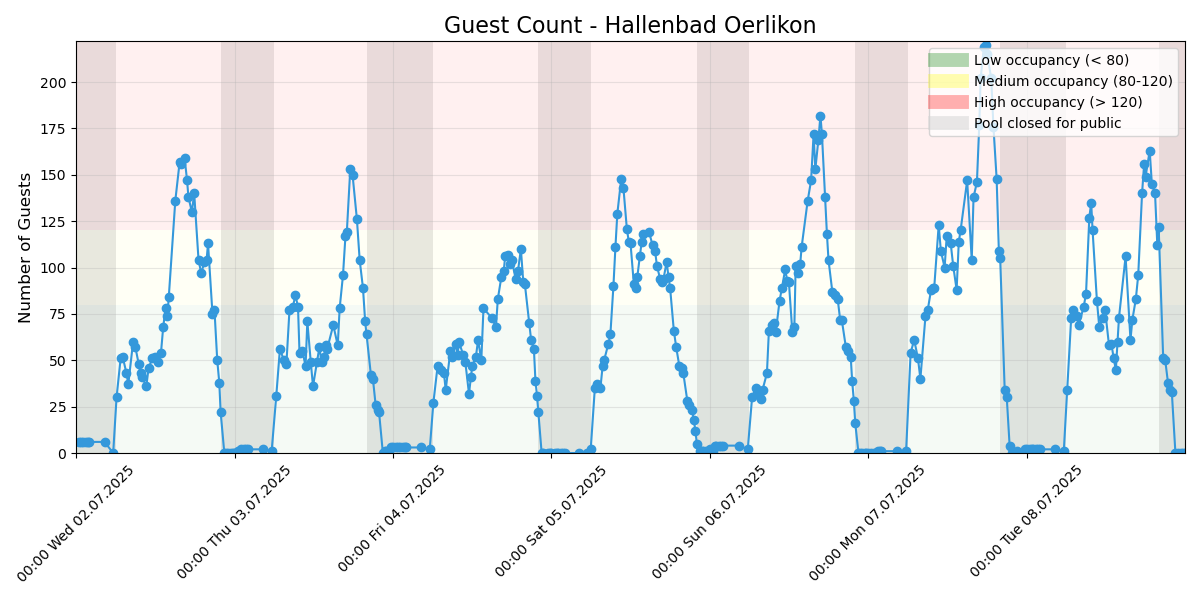 Guest Count - Hallenbad Oerlikon
Number of Guests
200
175
150
125
100
75
50
25
0
Low occupancy (< 80)
Medium occupancy (80-120)
High occupancy (> 120)
Pool closed for public
00:00 Wed 02.07.2025
00:00 Thu 03.07.2025
00:00 Fri 04.07.2025
00:00 Sat 05.07.2025
00:00 Sun 06.07.2025
00:00 Mon 07.07.2025
00:00 Tue 08.07.2025